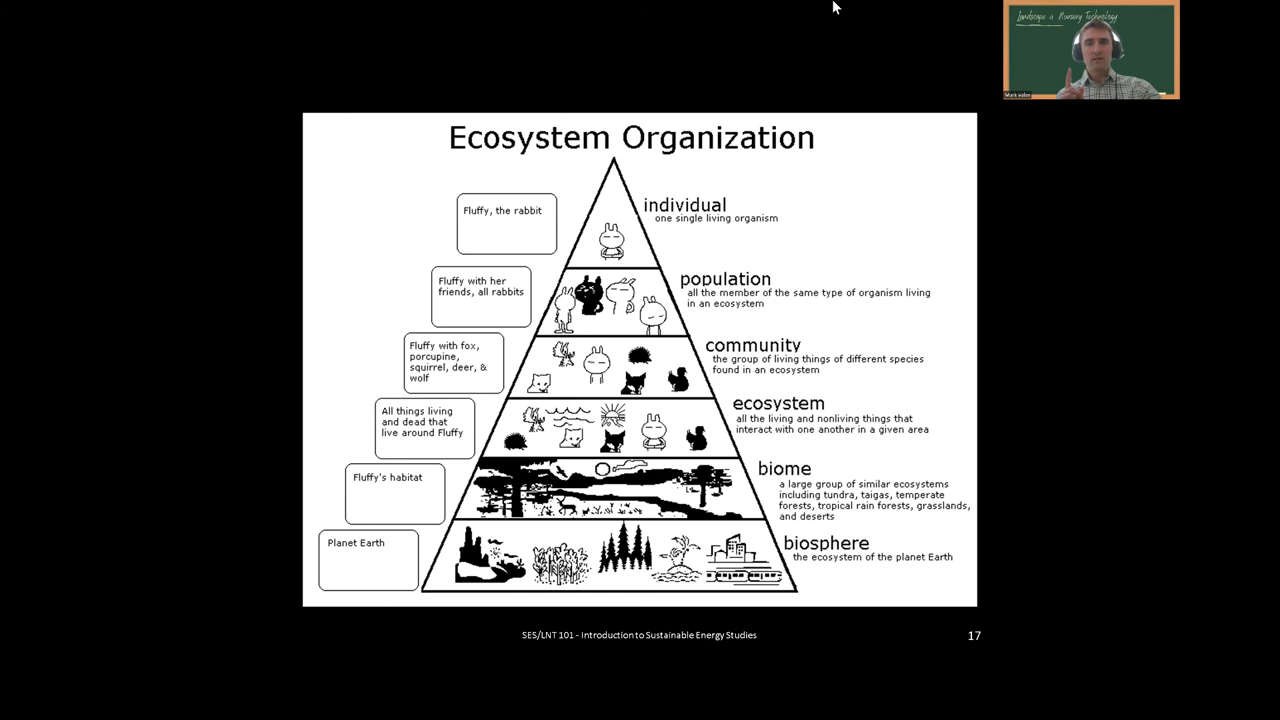 Landscape & Nursery Technology
Mark Wales
Ecosystem Organization
Fluffy, the rabbit
individual
one single living organism
Fluffy with her
friends, all rabbits
population
all the member of the same type of organism living
in an ecosystem
Fluffy with fox,
porcupine,
squirrel, deer, &
wolf
community
the group of living things of different species
found in an ecosystem
All things living
and dead that
live around Fluffy
ecosystem
all the living and nonliving things that
interact with one another in a given area
Fluffy's habitat
biome
a large group of similar ecosystems
including tundra, taigas, temperate
forests, tropical rain forests, grasslands,
and deserts
Planet Earth
biosphere
the ecosystem of the planet Earth
SES/LNT 101 - Introduction to Sustainable Energy Studies
17